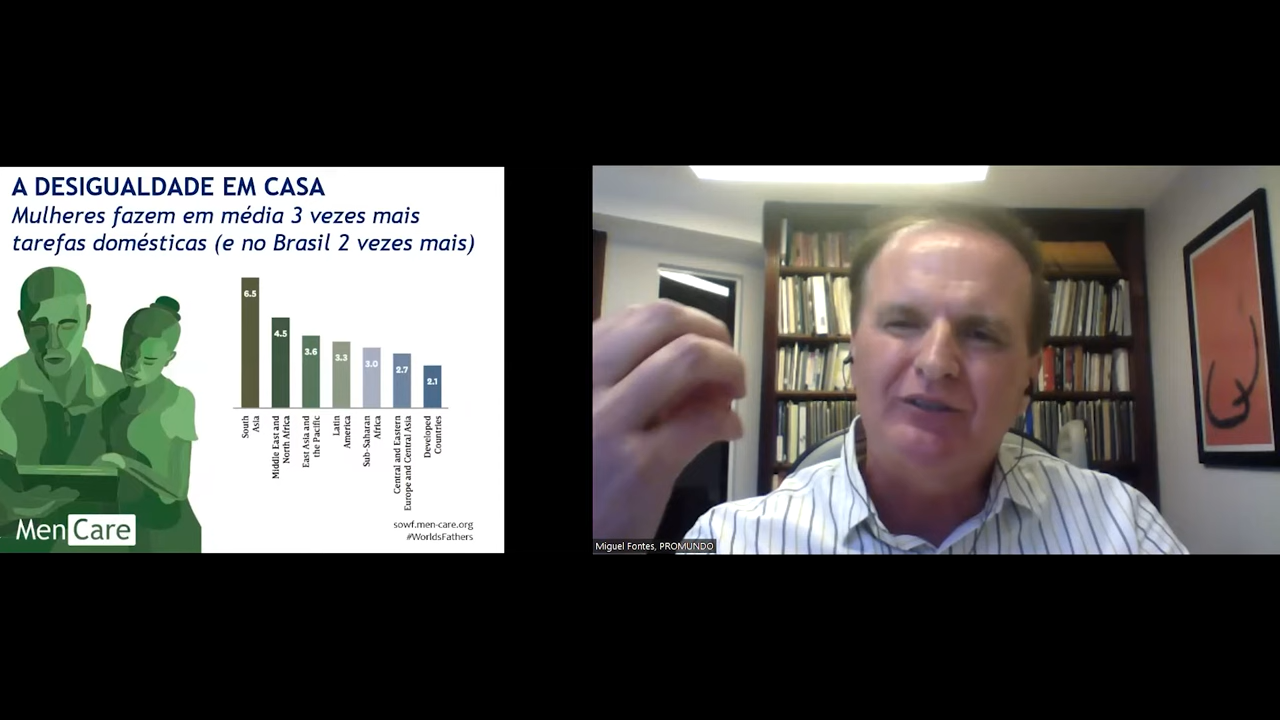 A DESIGUALDADE EM CASA
Mulheres fazem em média 3 vezes mais
tarefas domésticas (e no Brasil 2 vezes mais)
6.5
4.5
3.6
3.3
3.0
2.7
2.1
South
Asia
Middle East and
North Africa
East Asia and
the Pacific
Latin
America
Sub-Saharan
Africa
Central and Eastern
Europe and Central Asia
Developed
Countries
MenCare
sowf.men-care.org
#WorldsFathers
Miguel Fontes, PROMUNDO